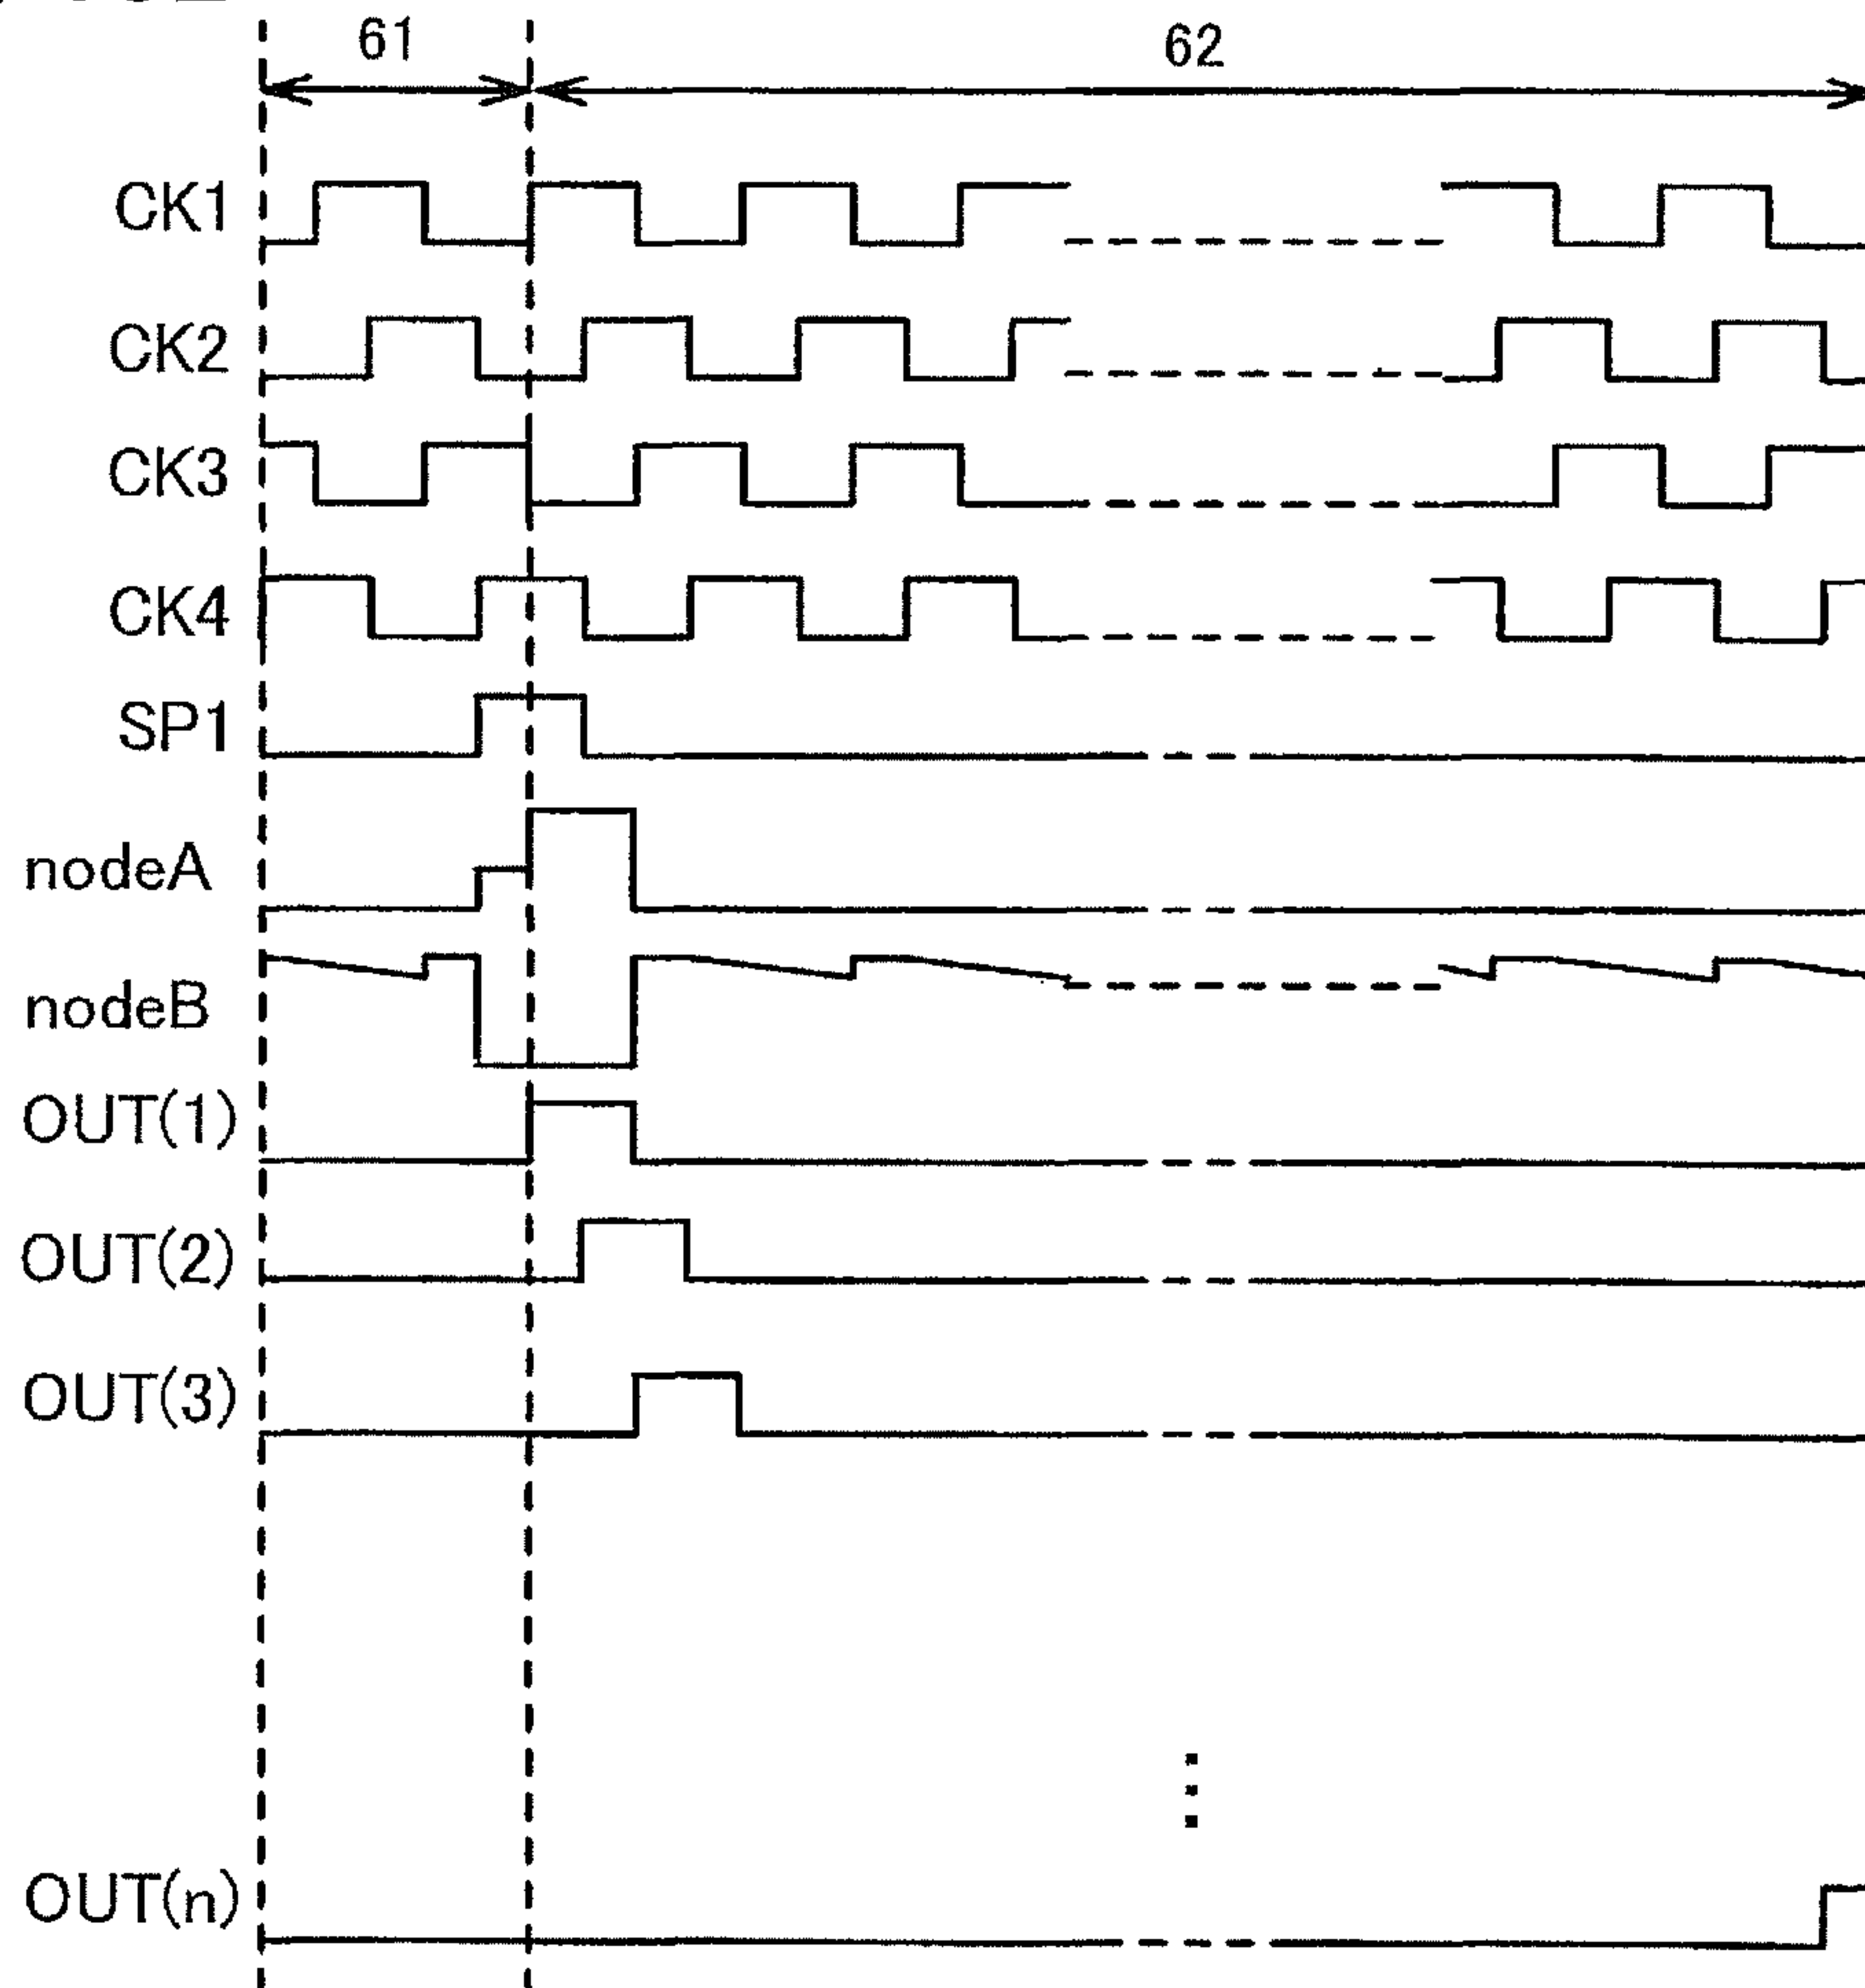 61
62
CK1
CK2
CK3
CK4
SP1
nodeA
nodeB
OUT(1)
OUT(2)
OUT(3)
OUT(n)